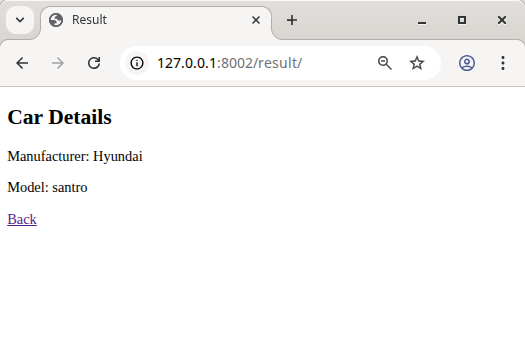 Result
127.0.0.1:8002/result/
Car Details
Manufacturer: Hyundai
Model: santro
Back